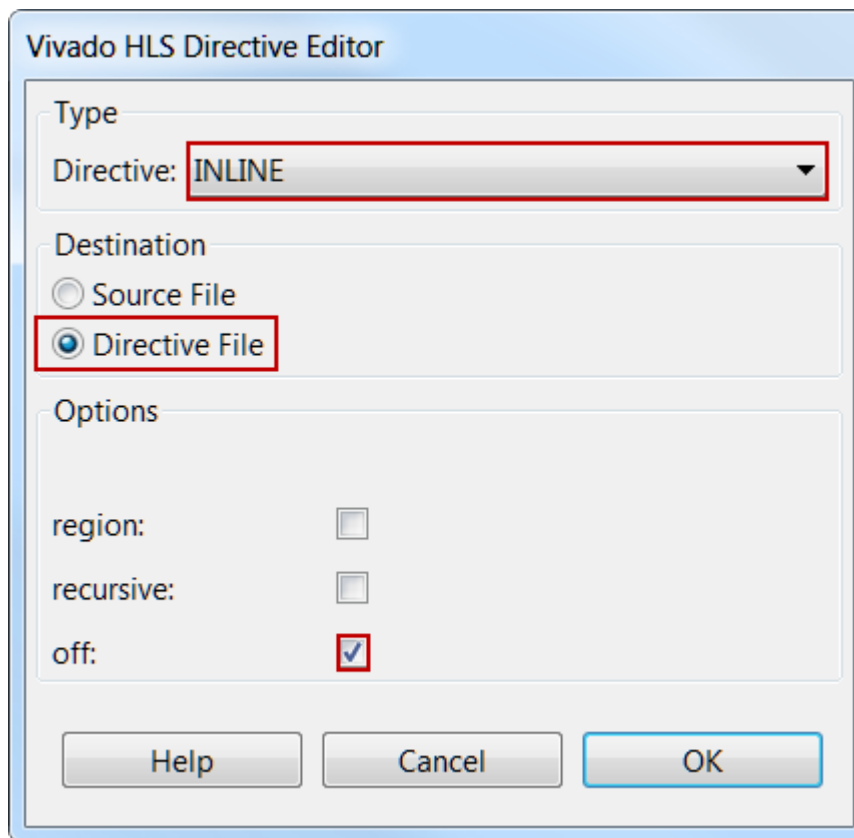 Vivado HLS Directive Editor
Type
Directive: INLINE
Destination
Source File
Directive File
Options
region:
recursive:
off:
Help Cancel OK